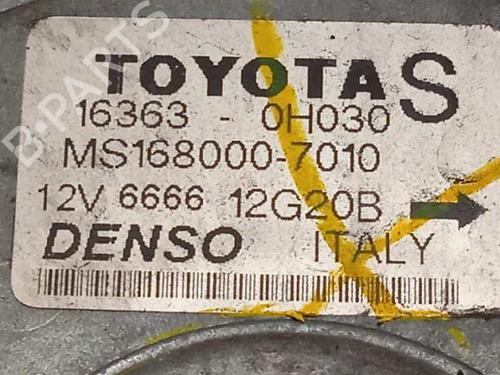 TOYOTA S
16363 - 0H030
MS168000-7010
12V 6666 12G20B
DENSO ITALY
B-PARTS